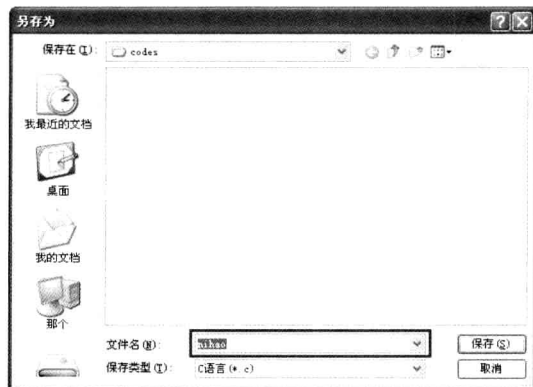 另存为
保存在(I):
codes
我最近的文档
桌面
我的文档
那个
文件名(N):
保存(S)
保存类型(T):
C语言(*.c)
取消